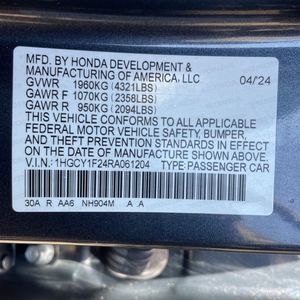 MFD. BY HONDA DEVELOPMENT &
MANUFACTURING OF AMERICA, LLC
GVWR 1960KG (4321LBS) 04/24
GAWR F 1070KG (2358LBS)
GAWR R 950KG (2094LBS)
THIS VEHICLE CONFORMS TO ALL APPLICABLE
FEDERAL MOTOR VEHICLE SAFETY, BUMPER,
AND THEFT PREVENTION STANDARDS IN EFFECT
ON THE DATE OF MANUFACTURE SHOWN ABOVE.
V.I.N: 1HGCY1F24RA061204 TYPE PASSENGER CAR
30A R AA6 NH904M A A